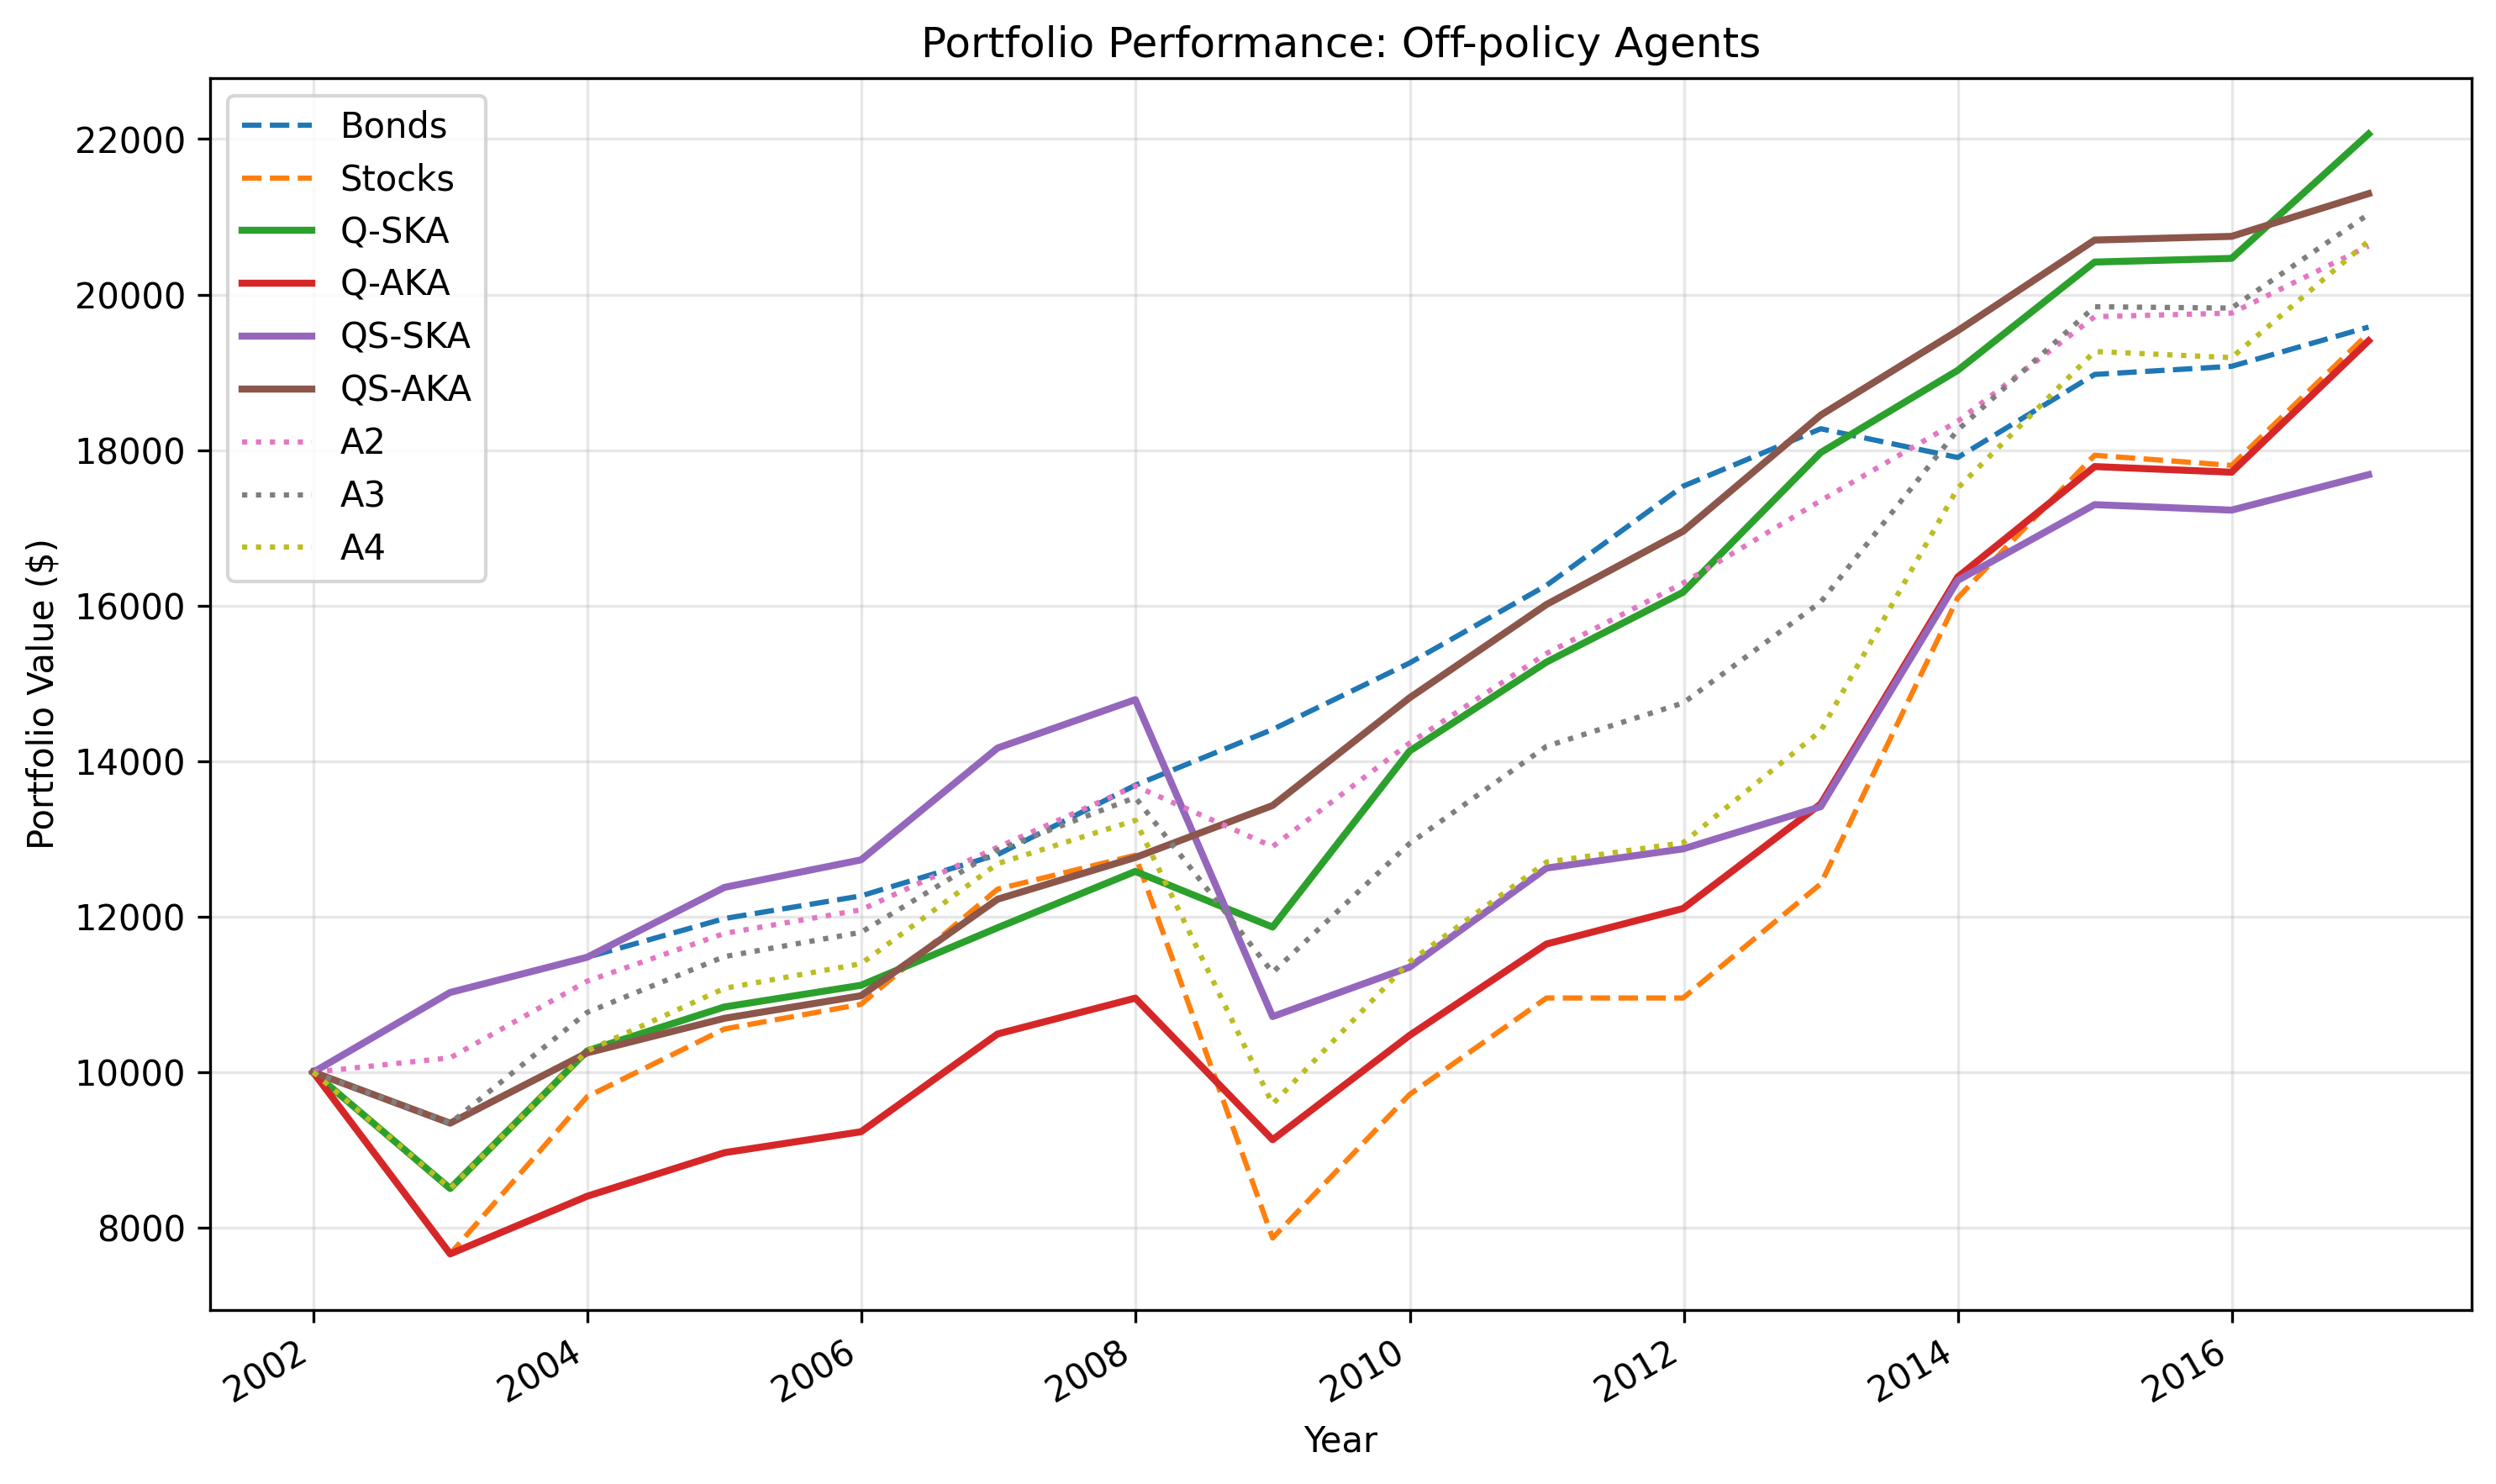 Portfolio Performance: Off-policy Agents
Bonds
Stocks
Q-SKA
Q-AKA
QS-SKA
QS-AKA
A2
A3
A4
Portfolio Value ($)
22000
20000
18000
16000
14000
12000
10000
8000
2002
2004
2006
2008
2010
2012
2014
2016
Year